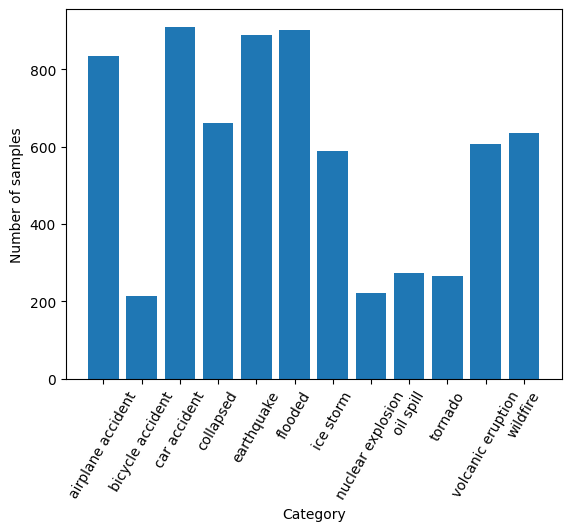 Number of samples
800
600
400
200
0
airplane accident
bicycle accident
car accident
collapsed
earthquake
flooded
ice storm
nuclear explosion
oil spill
tornado
volcanic eruption
wildfire
Category